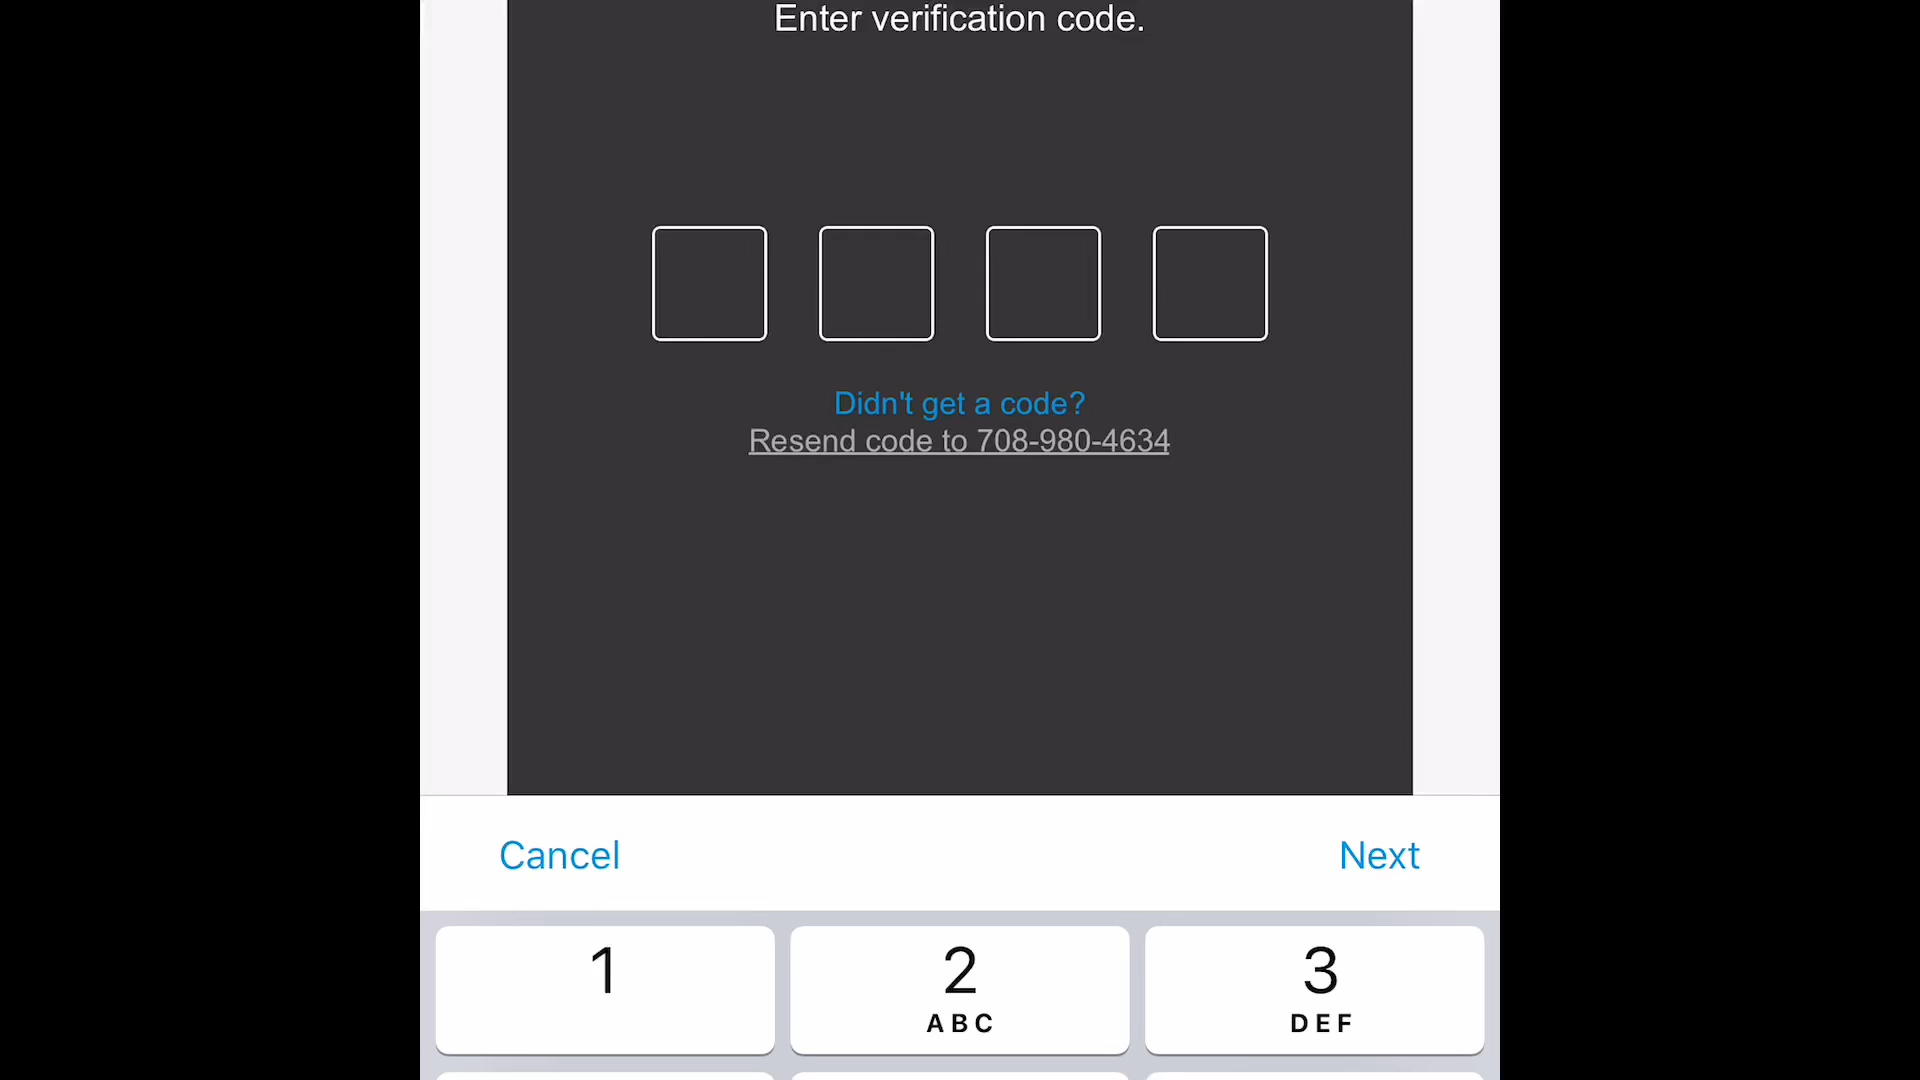 Enter verification code.
Didn't get a code?
Resend code to 708-980-4634
Cancel
Next
1
2
ABC
3
DEF